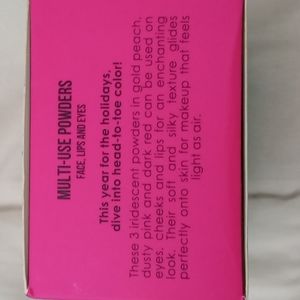 MULTI-USE POWDERS
FACE, LIPS AND EYES
This year for the holidays,
dive into head-to-toe color!
These 3 iridescent powders in gold peach,
dusty pink and dark red can be used on
eyes, cheeks and lips for an enchanting
look. Their soft and silky texture glides
perfectly onto skin for makeup that feels
light as air.